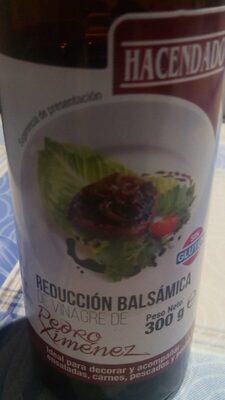 HACENDADO
Sugerencia de presentación
SIN
GLUTEN
REDUCCIÓN BALSÁMICA
DE VINAGRE DE
Pedro
Ximénez
Peso Neto
300 g e
Ideal para decorar y acompañar
ensaladas, carnes, pescados y